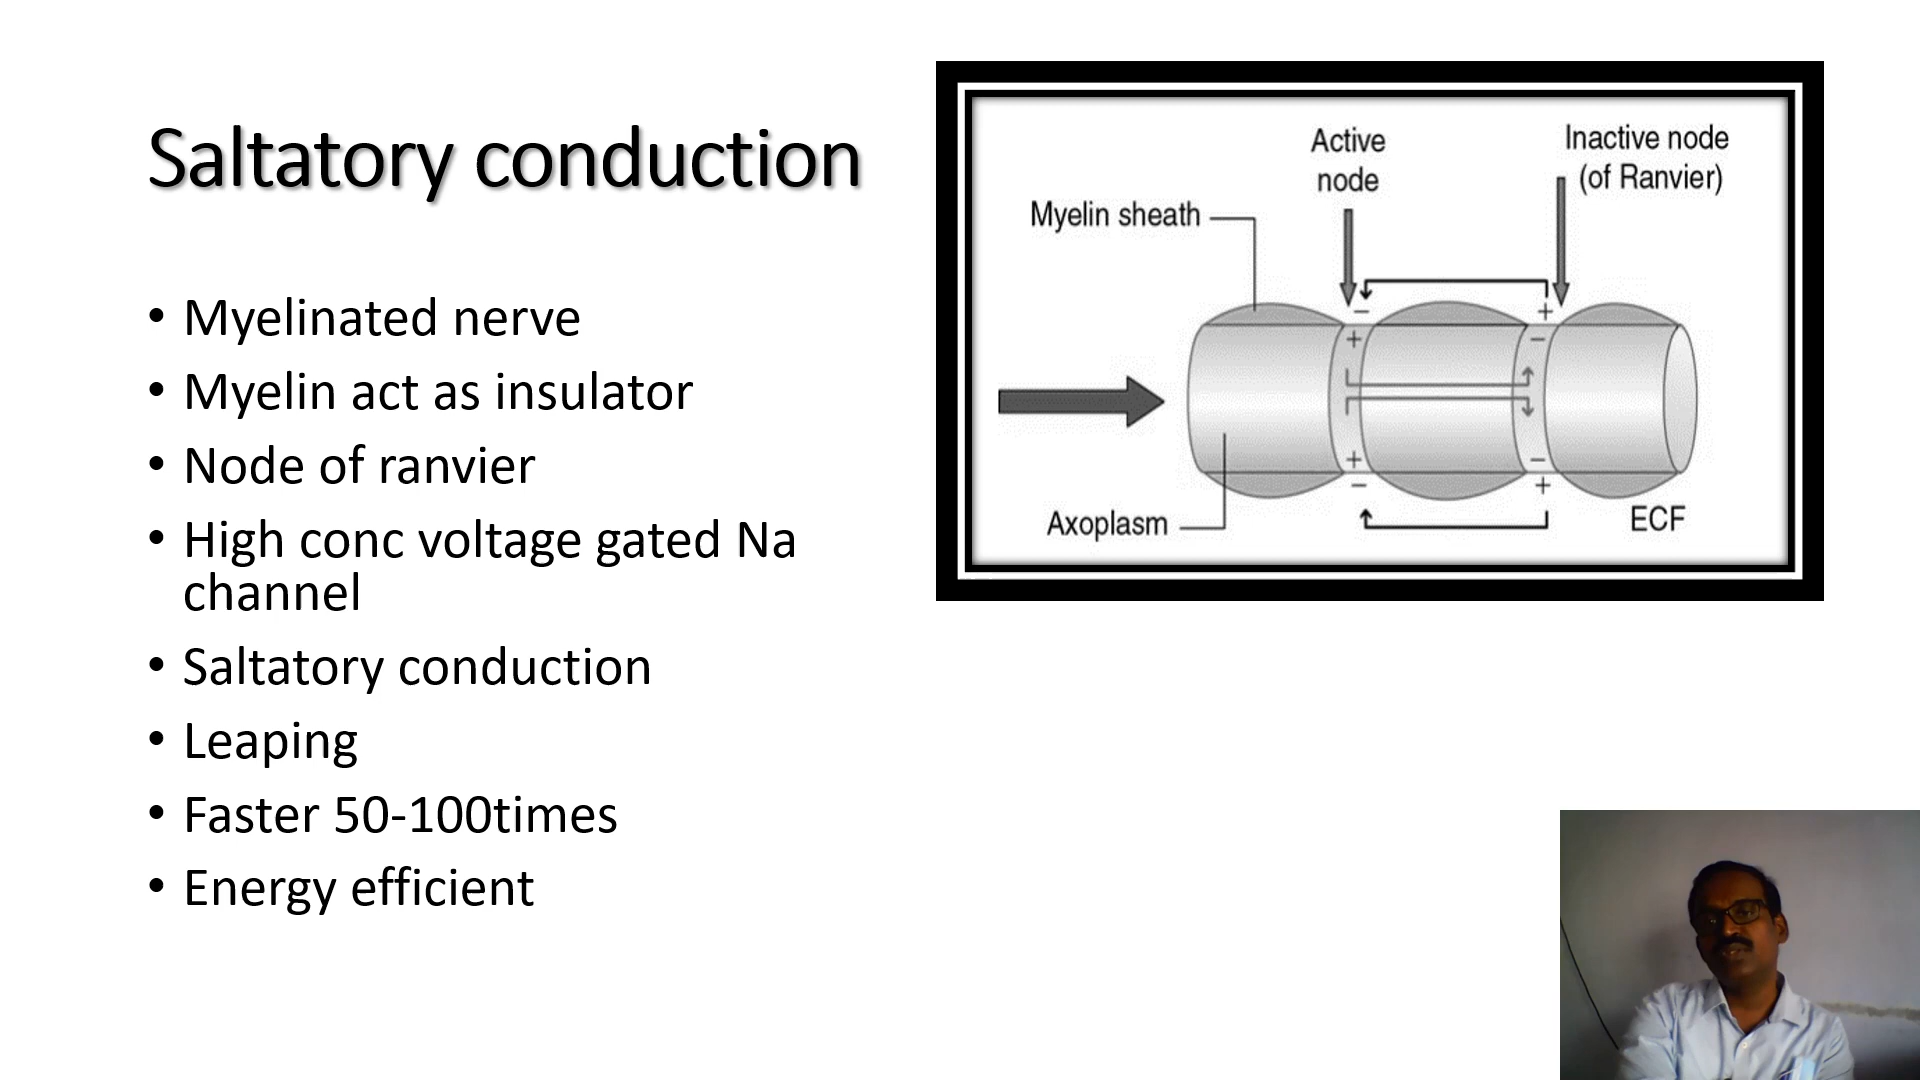 Saltatory conduction
• Myelinated nerve
• Myelin act as insulator
• Node of ranvier
• High conc voltage gated Na
channel
• Saltatory conduction
• Leaping
• Faster 50-100times
• Energy efficient
Active
node
Inactive node
(of Ranvier)
Myelin sheath
− +
+ −
+ −
− +
Axoplasm
ECF